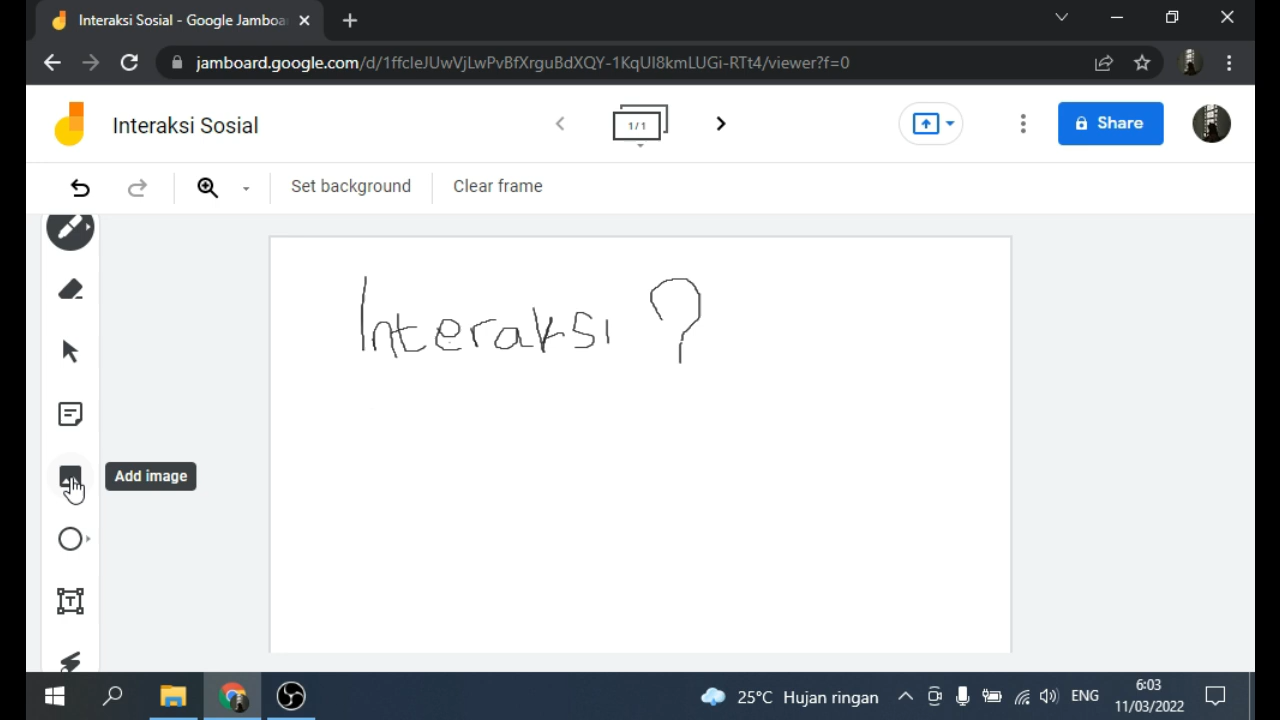 Interaksi Sosial - Google Jamboa
jamboard.google.com/d/1ffcleJUwVjLwPvBfXrguBdXQY-1KqUI8kmLUGi-RTt4/viewer?f=0
Interaksi Sosial
1/1
Share
Set background
Clear frame
Interaksi ?
Add image
25°C Hujan ringan
ENG
6:03
11/03/2022